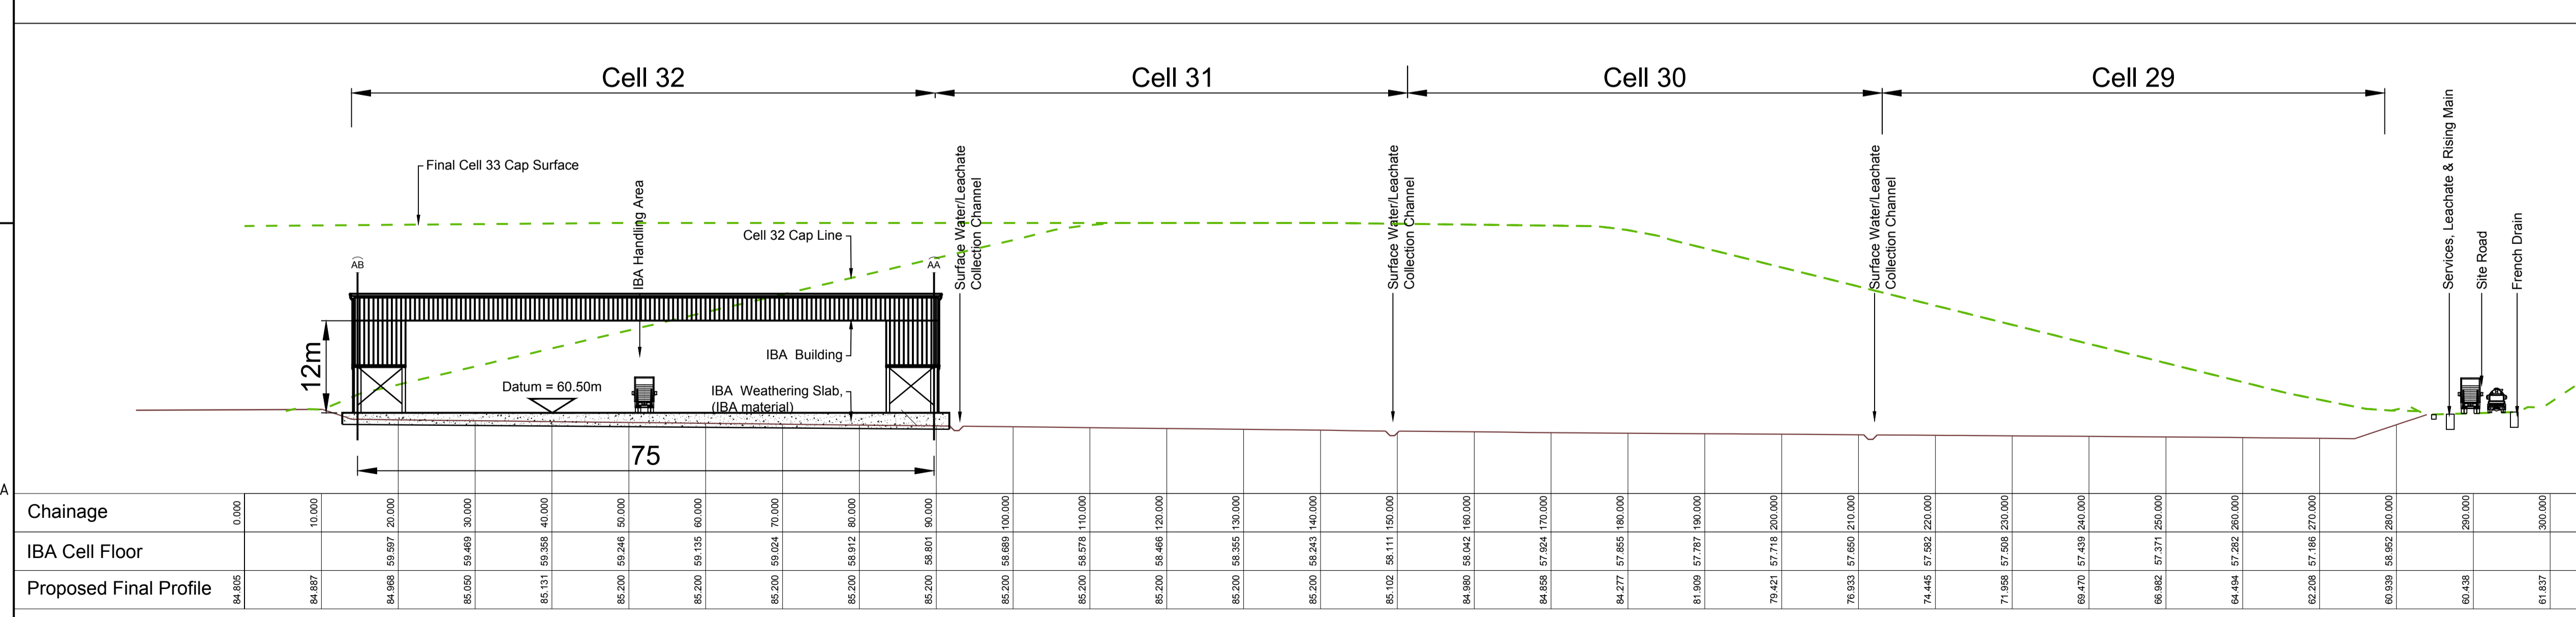 Cell 32
Cell 31
Cell 30
Cell 29
Final Cell 33 Cap Surface
IBA Handling Area
Cell 32 Cap Line
AB
AA
Surface Water/Leachate
Collection Channel
Surface Water/Leachate
Collection Channel
Surface Water/Leachate
Collection Channel
Services, Leachate & Rising Main
Site Road
French Drain
12m
IBA Building
Datum = 60.50m
IBA Weathering Slab,
(IBA material)
75
A
Chainage 0.000 10.000 20.000 30.000 40.000 50.000 60.000 70.000 80.000 90.000 100.000 110.000 120.000 130.000 140.000 150.000 160.000 170.000 180.000 190.000 200.000 210.000 220.000 230.000 240.000 250.000 260.000 270.000 280.000 290.000 300.000
IBA Cell Floor 59.597 59.469 59.358 59.246 59.135 59.024 58.912 58.801 58.689 58.578 58.466 58.355 58.243 58.111 58.042 57.924 57.855 57.787 57.718 57.650 57.582 57.508 57.439 57.371 57.282 57.186 58.952
Proposed Final Profile 84.805 84.887 84.968 85.050 85.131 85.200 85.200 85.200 85.200 85.200 85.200 85.200 85.200 85.200 85.200 85.102 84.980 84.858 84.277 81.909 79.421 76.933 74.445 71.958 69.470 66.982 64.494 62.208 60.939 60.438 61.837